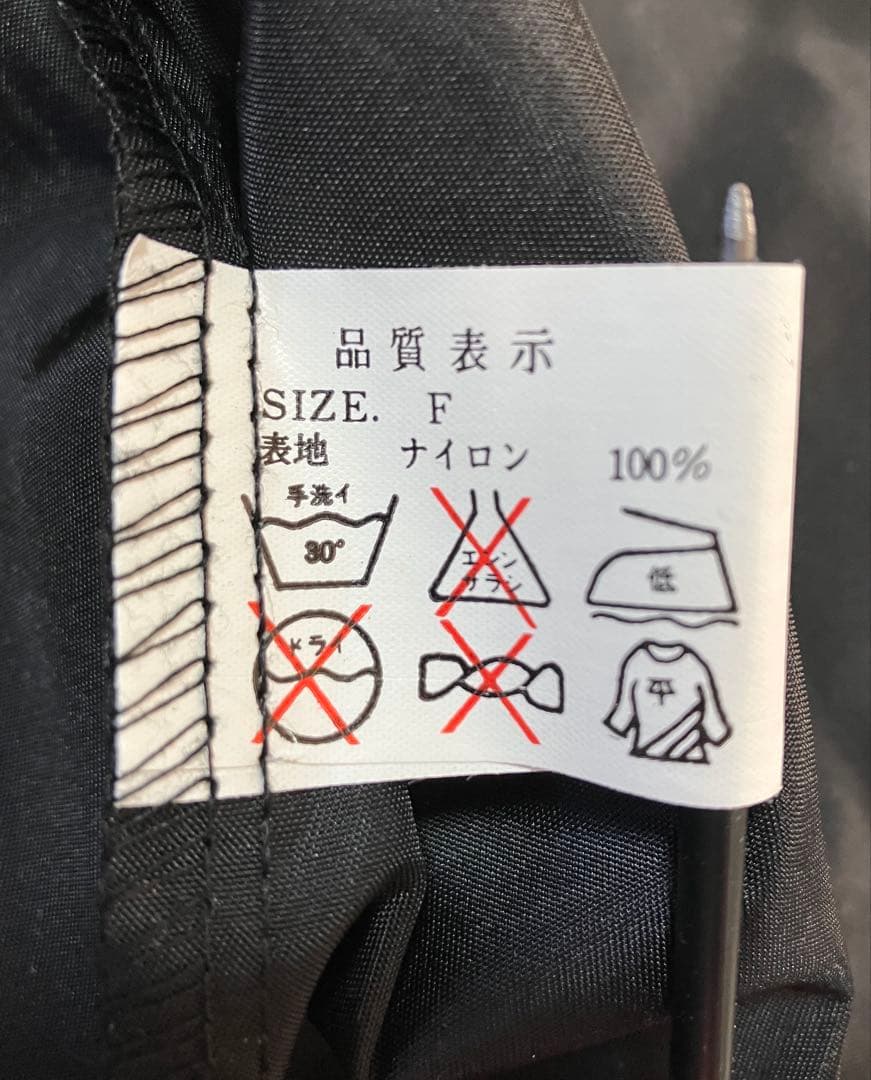 品質表示
SIZE. F
表地 ナイロン 100%
手洗イ
30°
エンソ
サラシ
低
ドライ
平